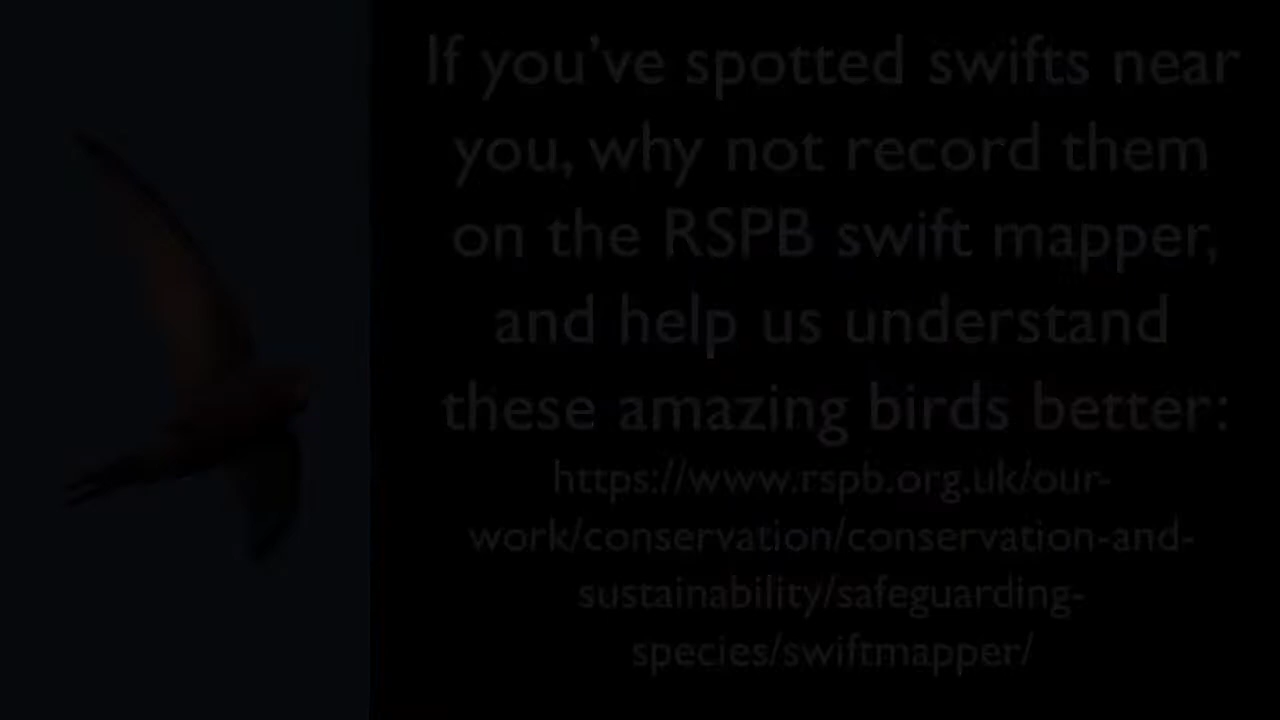 If you've spotted swifts near
you, why not record them
on the RSPB swift mapper,
and help us understand
these amazing birds better:
https://www.rspb.org.uk/our-
work/conservation/conservation-and-
sustainability/safeguarding-
species/swiftmapper/